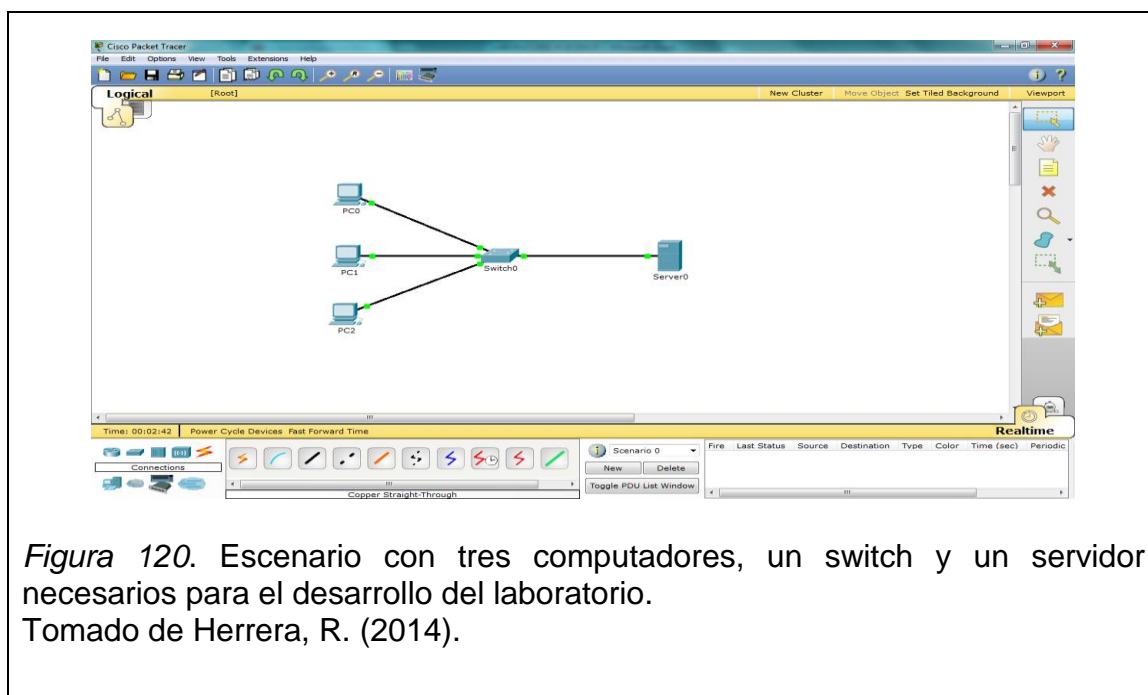 Cisco Packet Tracer
File Edit Options View Tools Extensions Help
Logical [Root] New Cluster Move Object Set Tiled Background Viewport
PC0
PC1
Switch0
Server0
PC2
Time: 00:02:42 Power Cycle Devices Fast Forward Time Realtime
Fire Last Status Source Destination Type Color Time (sec) Periodic
Scenario 0
Connections
New Delete
Toggle PDU List Window
Copper Straight-Through
Figura 120. Escenario con tres computadores, un switch y un servidor
necesarios para el desarrollo del laboratorio.
Tomado de Herrera, R. (2014).